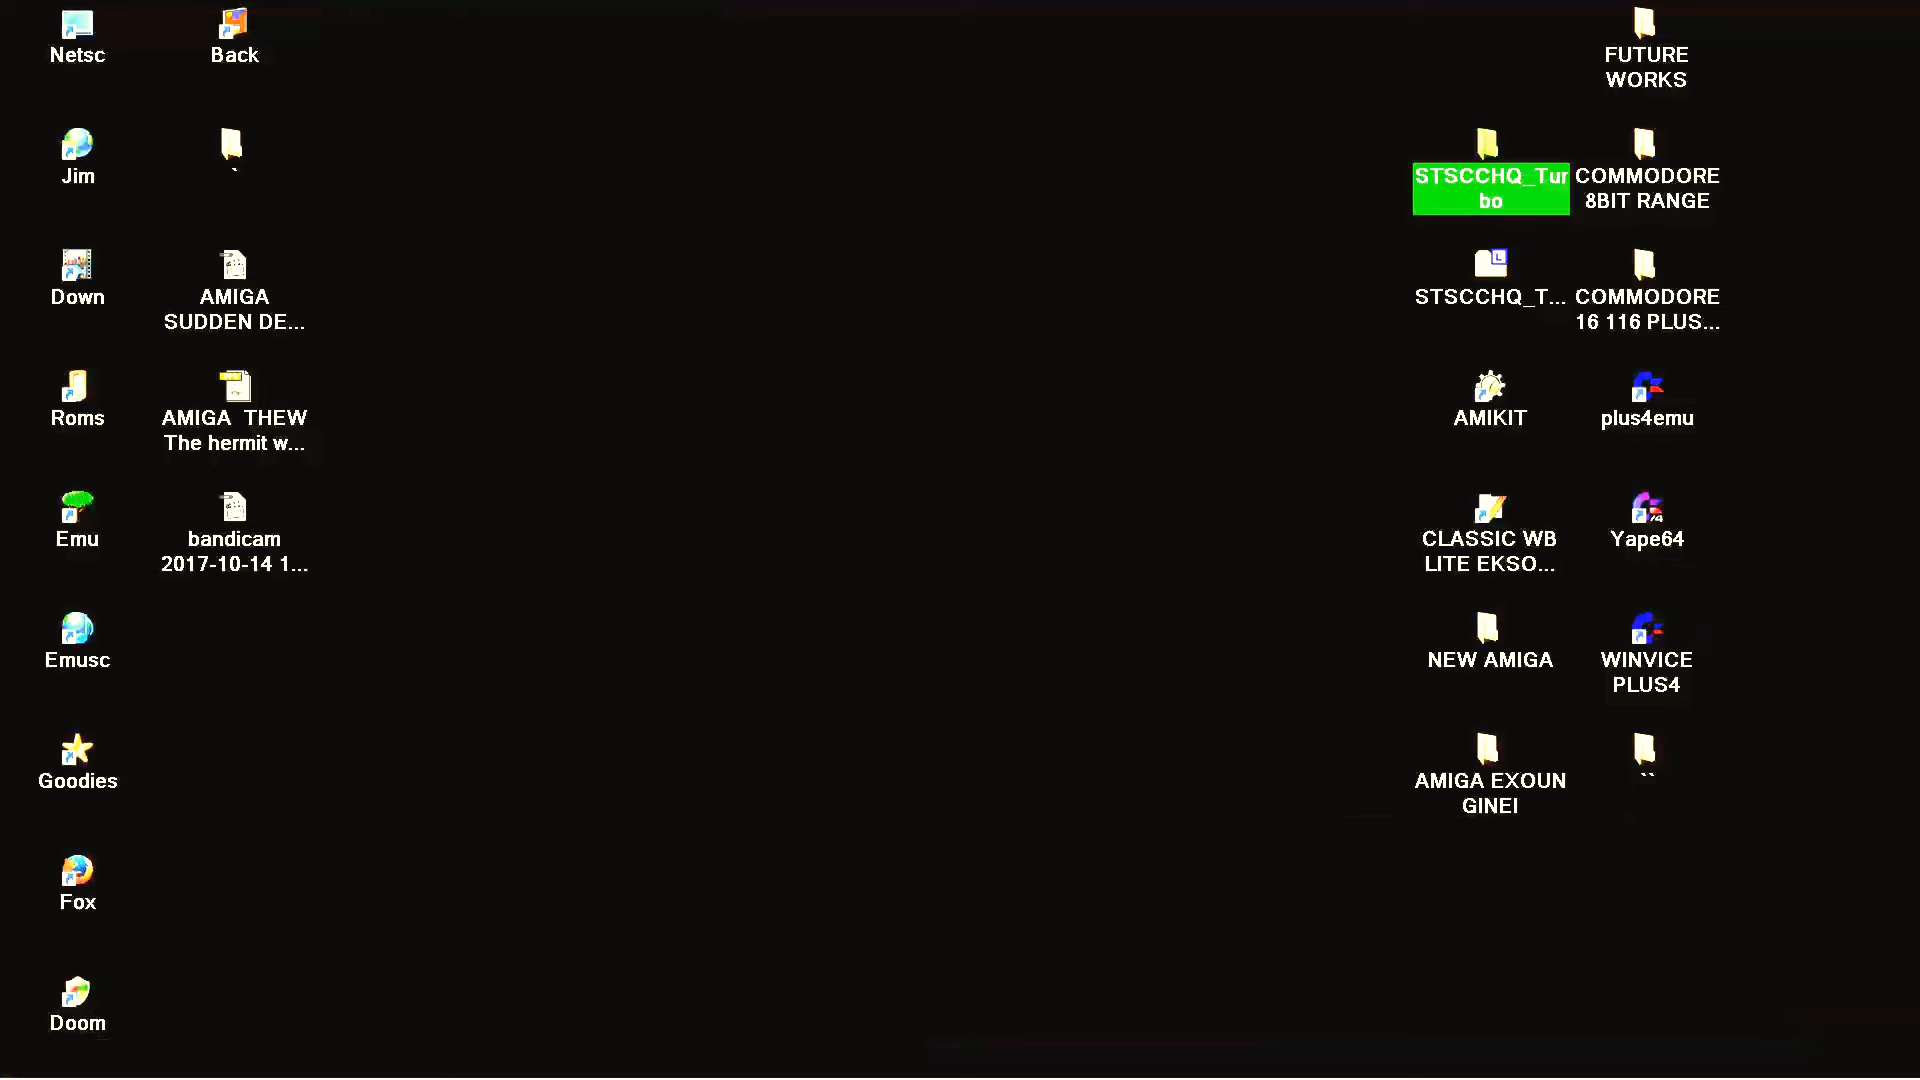 Netsc
Back
FUTURE
WORKS
Jim
`
STSCCHQ_Tur
bo
COMMODORE
8BIT RANGE
Down
AMIGA
SUDDEN DE...
STSCCHQ_T...
COMMODORE
16 116 PLUS...
Roms
AMIGA THEW
The hermit w...
AMIKIT
plus4emu
Emu
bandicam
2017-10-14 1...
CLASSIC WB
LITE EKSO...
Yape64
Emusc
NEW AMIGA
WINVICE
PLUS4
Goodies
AMIGA EXOUN
GINEI
``
Fox
Doom